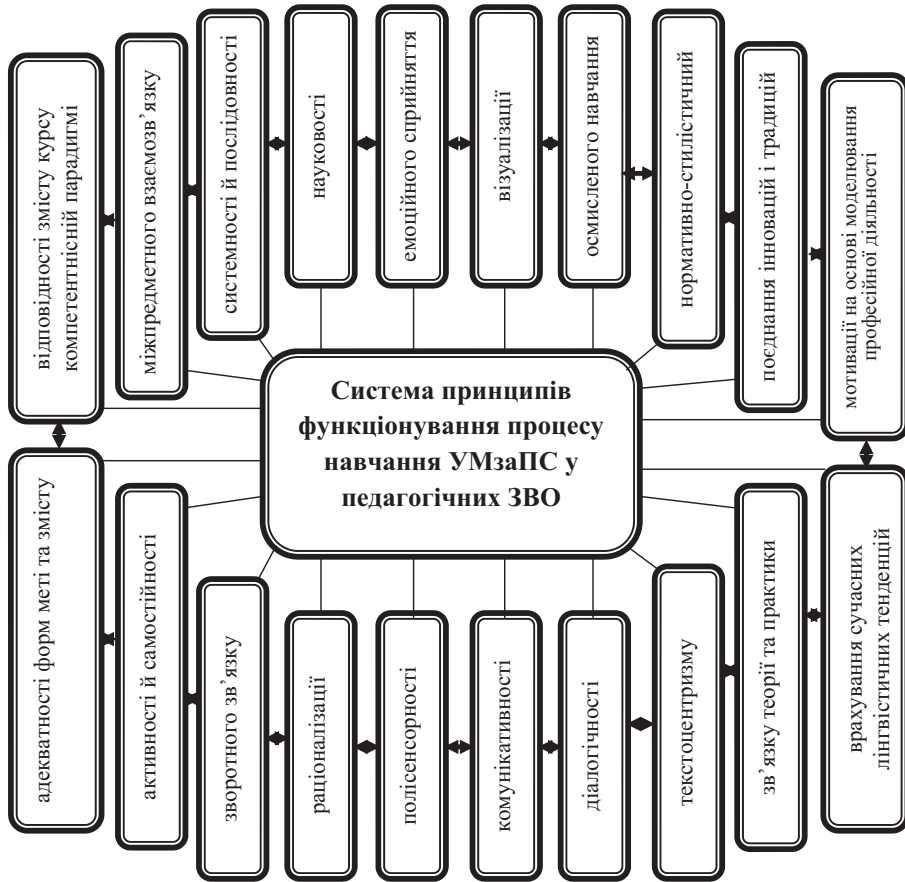 відповідності змісту курсу
компетентнісній парадигмі
міжпредметного взаємозв’язку
системності й послідовності
науковості
емоційного сприйняття
візуалізації
осмисленого навчання
нормативно-стилістичний
поєднання інновацій і традицій
мотивації на основі моделювання
професійної діяльності
Система принципів
функціонування процесу
навчання УМзаПС у
педагогічних ЗВО
адекватності форм меті та змісту
активності й самостійності
зворотного зв’язку
раціоналізації
полісенсорності
комунікативності
діалогічності
текстоцентризму
зв’язку теорії та практики
врахування сучасних
лінгвістичних тенденцій